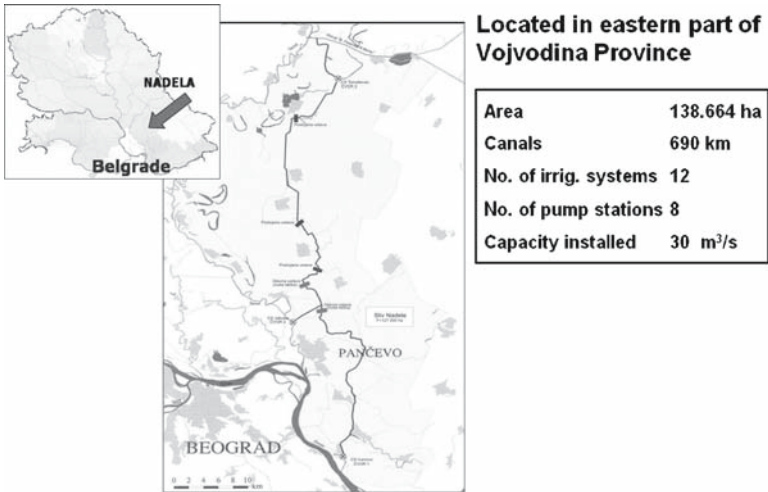 NADELA
Belgrade
PANČEVO
Sliv Nadele
BEOGRAD
0 2 4 6 8 10
km
Located in eastern part of
Vojvodina Province
Area 138.664 ha
Canals 690 km
No. of irrig. systems 12
No. of pump stations 8
Capacity installed 30 m³/s